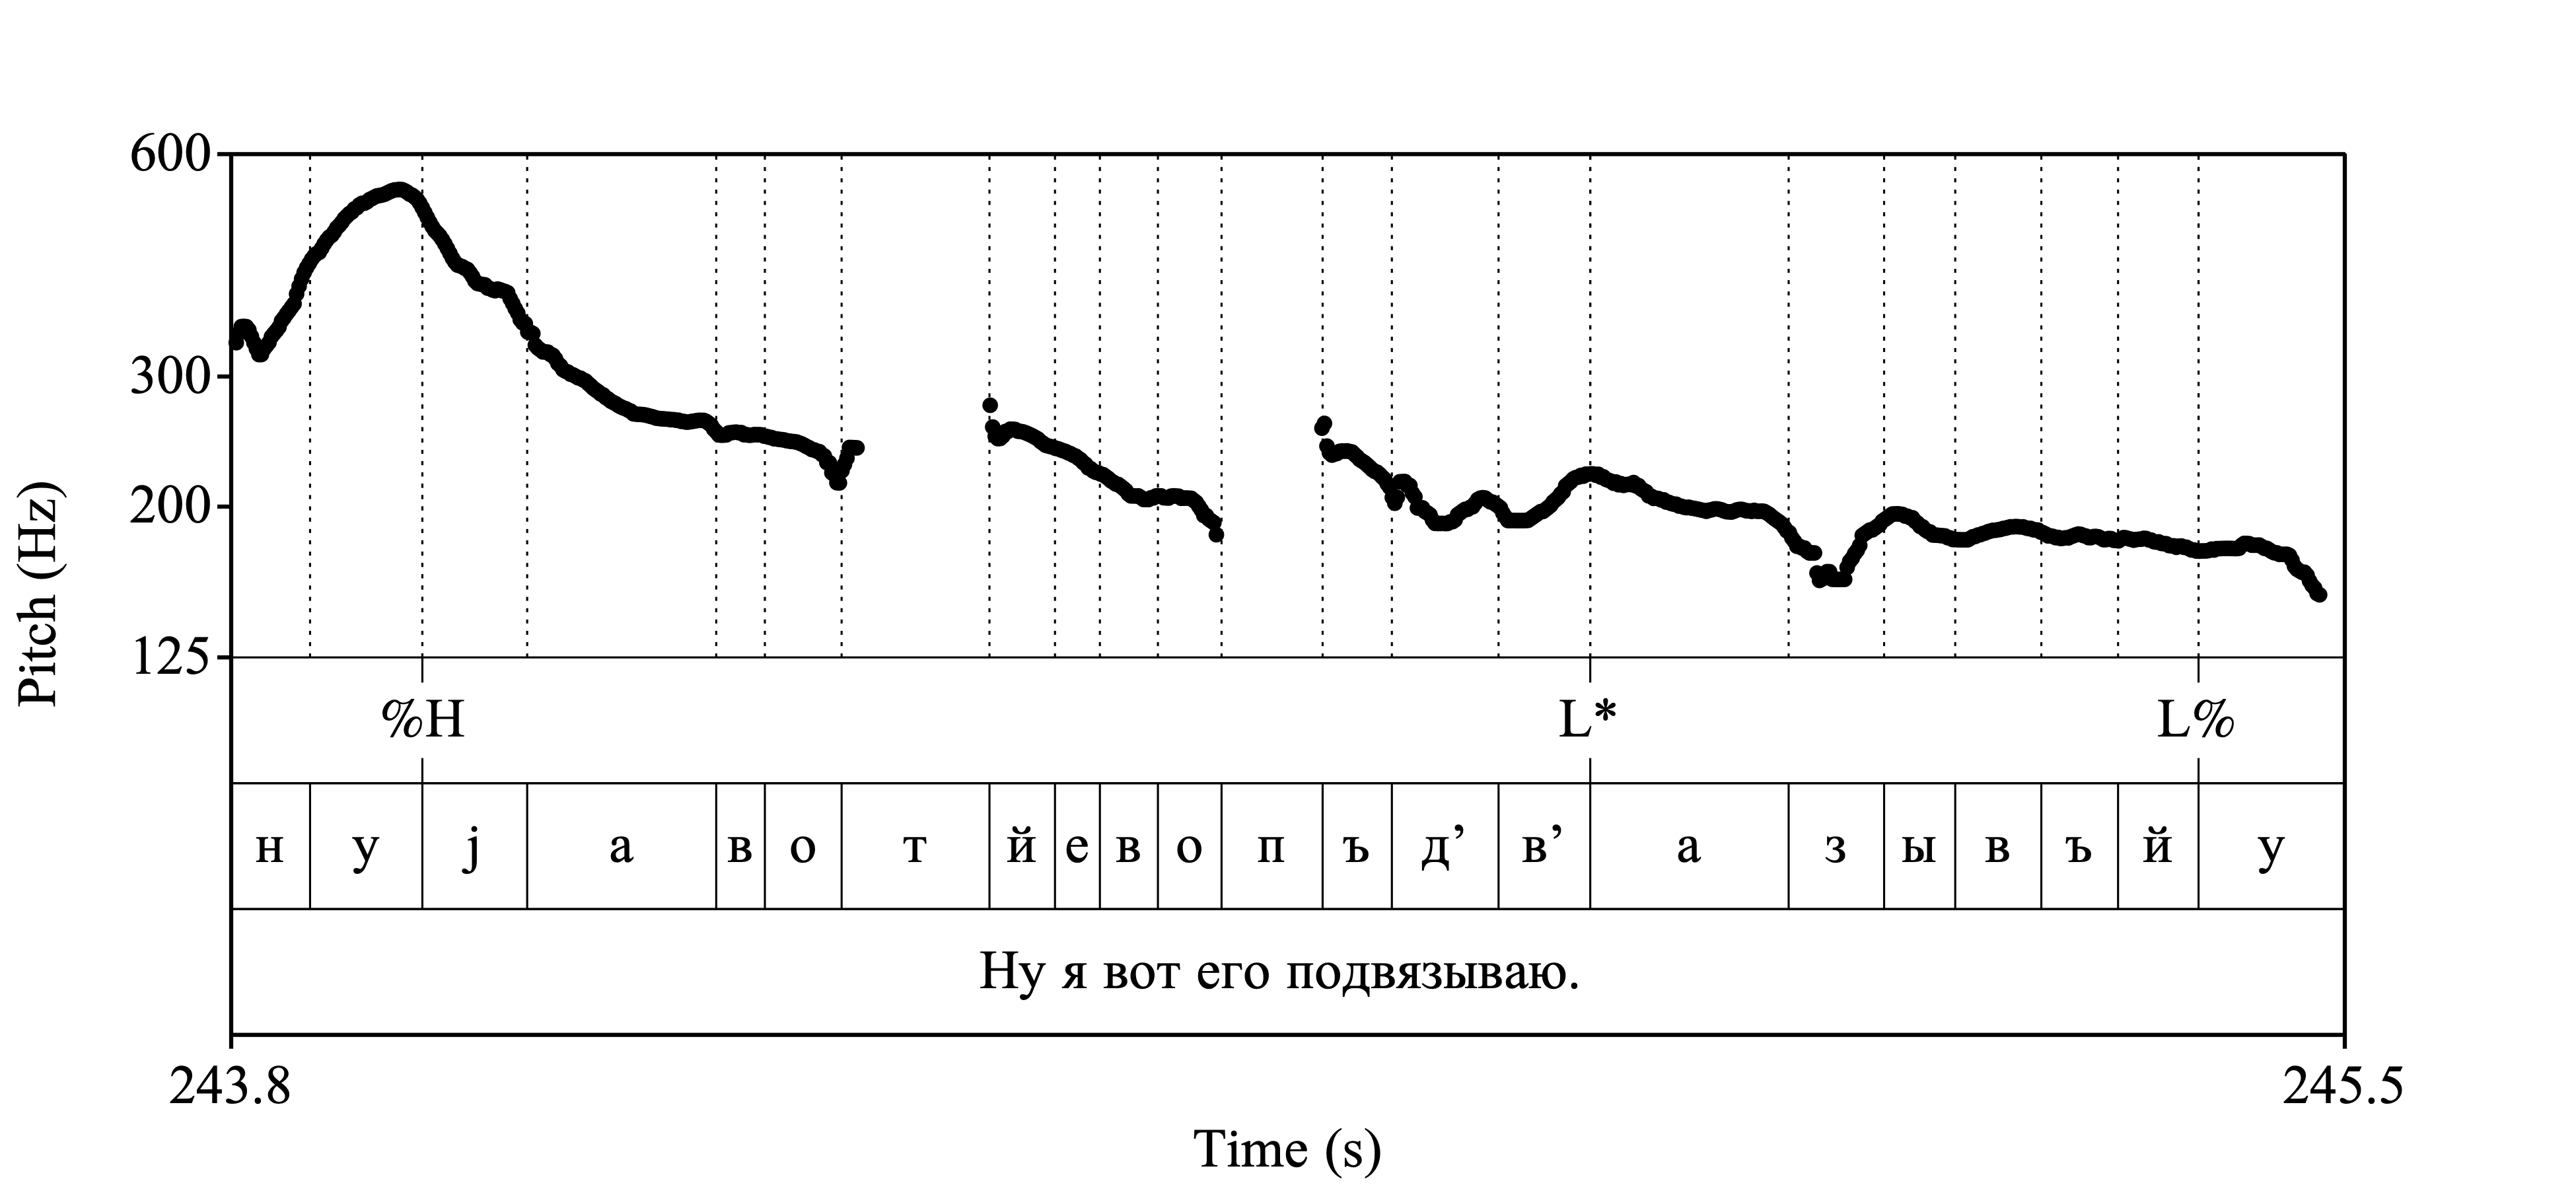 600
300
200
125
Pitch (Hz)
%H L* L%
н у j а в о т й е в о п ъ д’ в’ а з ы в ъ й у
Ну я вот его подвязываю.
243.8 245.5
Time (s)